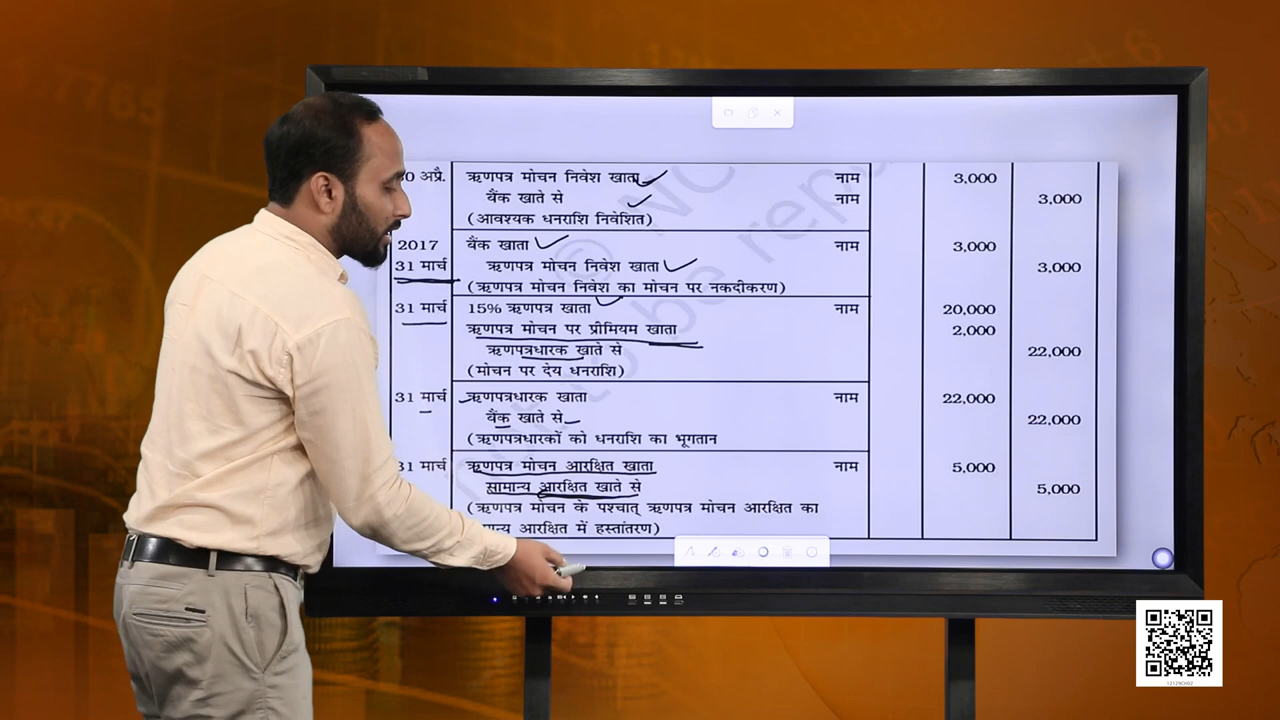 0 अप्रै. ऋणपत्र मोचन निवेश खाता नाम 3,000
बैंक खाते से नाम 3,000
(आवश्यक धनराशि निवेशित)
2017 बैंक खाता नाम 3,000
31 मार्च ऋणपत्र मोचन निवेश खाता 3,000
(ऋणपत्र मोचन निवेश का मोचन पर नकदीकरण)
31 मार्च 15% ऋणपत्र खाता नाम 20,000
ऋणपत्र मोचन पर प्रीमियम खाता 2,000
ऋणपत्रधारक खाते से 22,000
(मोचन पर देय धनराशि)
31 मार्च ऋणपत्रधारक खाता नाम 22,000
बैंक खाते से 22,000
(ऋणपत्रधारकों को धनराशि का भुगतान
31 मार्च ऋणपत्र मोचन आरक्षित खाता नाम 5,000
सामान्य आरक्षित खाते से 5,000
(ऋणपत्र मोचन के पश्चात् ऋणपत्र मोचन आरक्षित का
आरक्षित में हस्तांतरण)
12129CH02